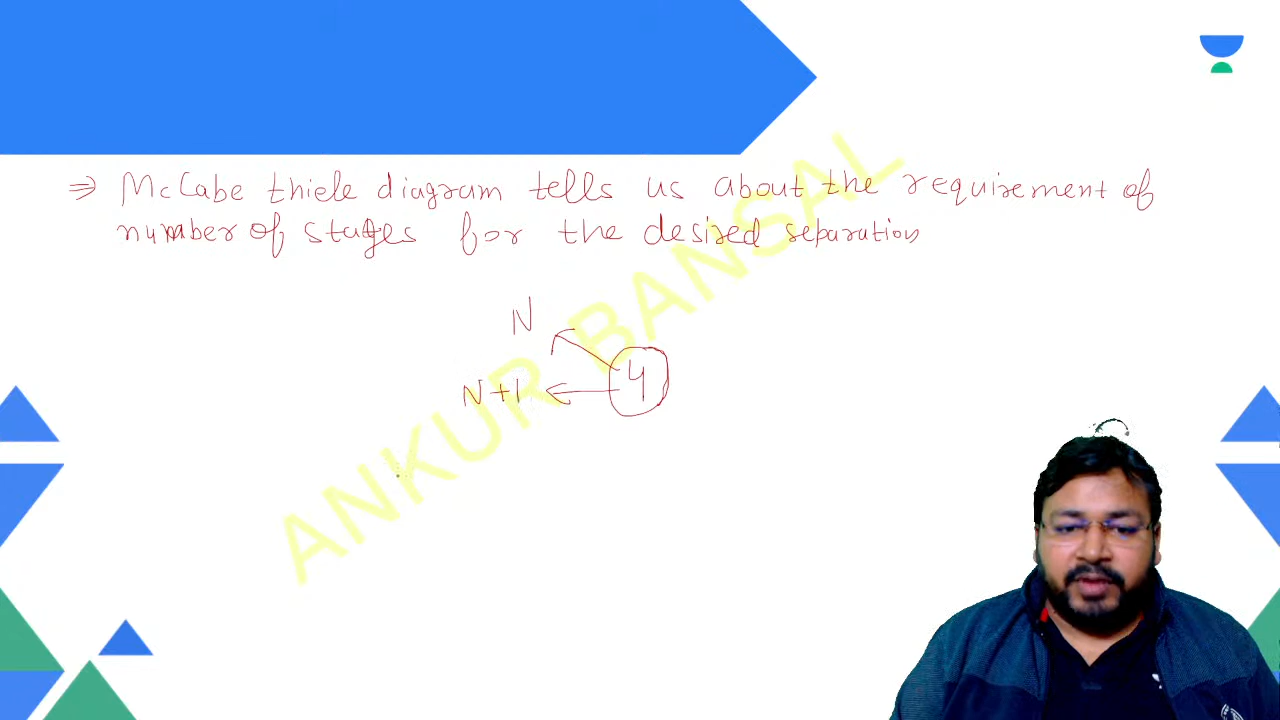 ⇒ McCabe thiele diagram tells us about the requirement of
number of stages for the desired separation
N
N+1
4
ANKUR BANSAL